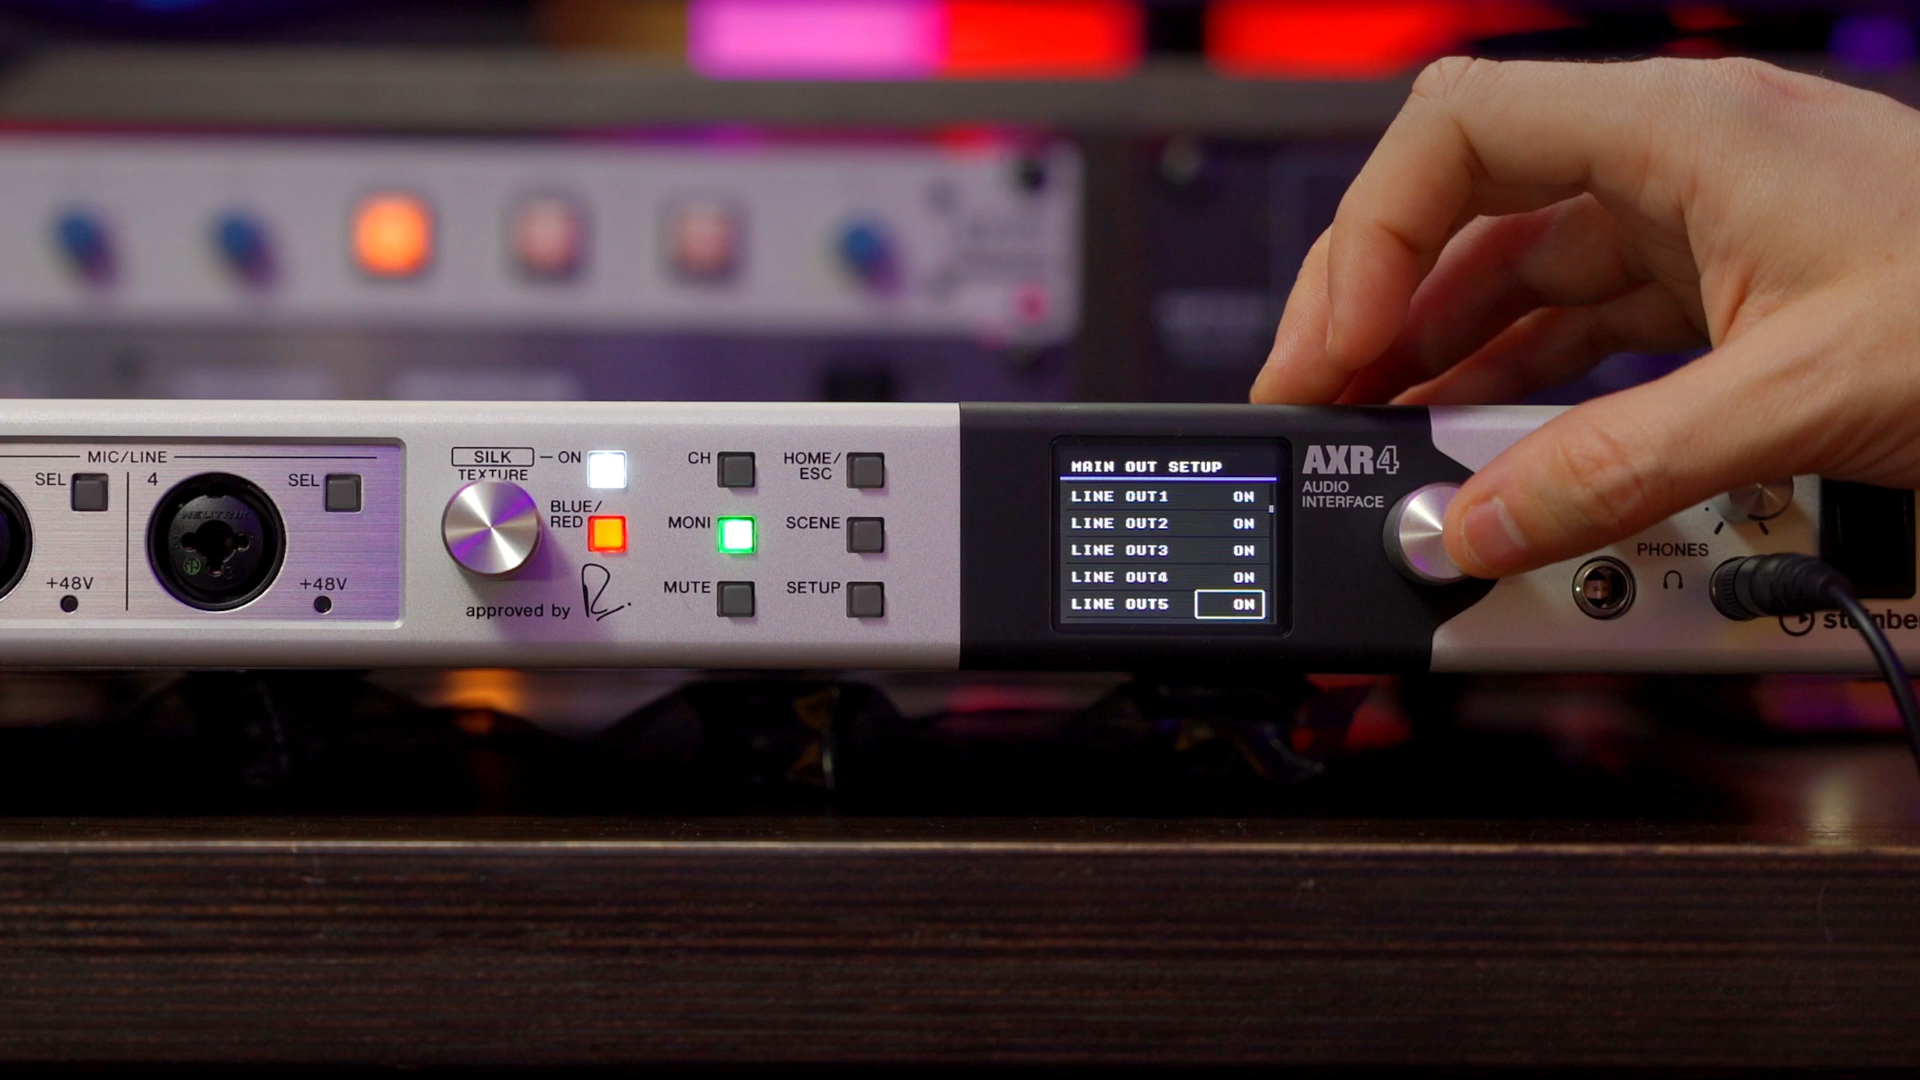 MIC/LINE
SEL
4
SEL
NEUTRIK
+48V
+48V
SILK
TEXTURE
ON
BLUE/
RED
approved by
CH
MONI
MUTE
HOME/
ESC
SCENE
SETUP
MAIN OUT SETUP
LINE OUT1 ON
LINE OUT2 ON
LINE OUT3 ON
LINE OUT4 ON
LINE OUT5 ON
AXR4
AUDIO
INTERFACE
PHONES
steinbe